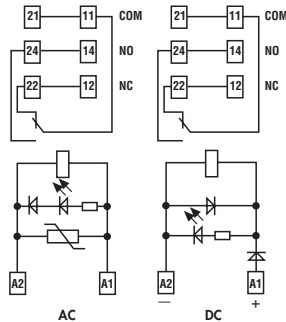 21 11 COM 21 11 COM
24 14 NO 24 14 NO
22 12 NC 22 12 NC
A2 A1 A2 A1
— +
AC DC